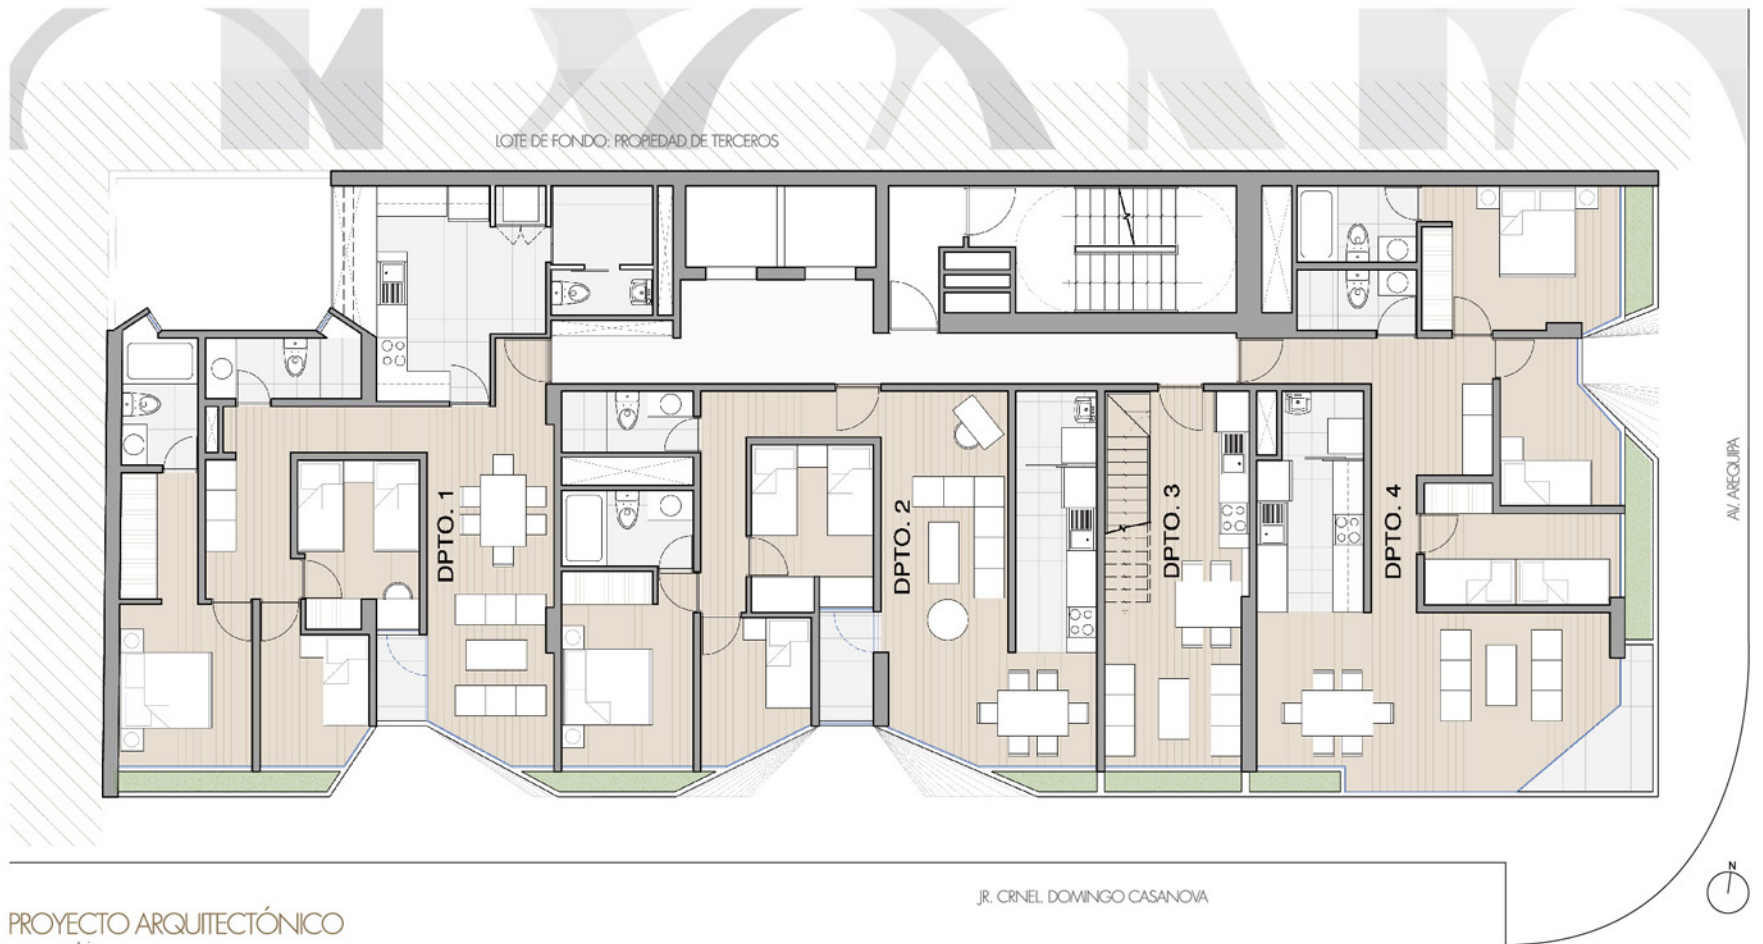 LOTE DE FONDO: PROPIEDAD DE TERCEROS
DPTO. 1
DPTO. 2
DPTO. 3
DPTO. 4
AV. AREQUIPA
N
JR. CRNEL. DOMINGO CASANOVA
PROYECTO ARQUITECTÓNICO